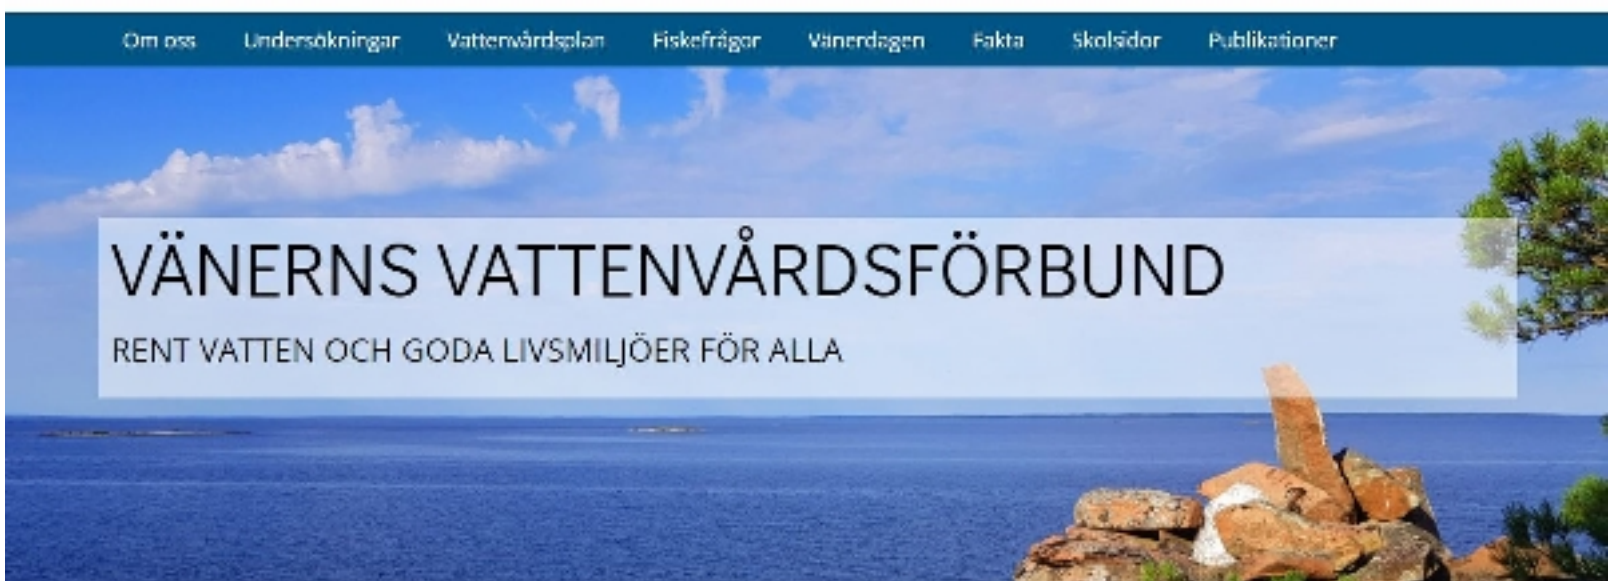 Om oss Undersökningar Vattenvårdsplan Fiskefrågor Vänerdagen Fakta Skolsidor Publikationer
VÄNERNS VATTENVÅRDSFÖRBUND
RENT VATTEN OCH GODA LIVSMILJÖER FÖR ALLA